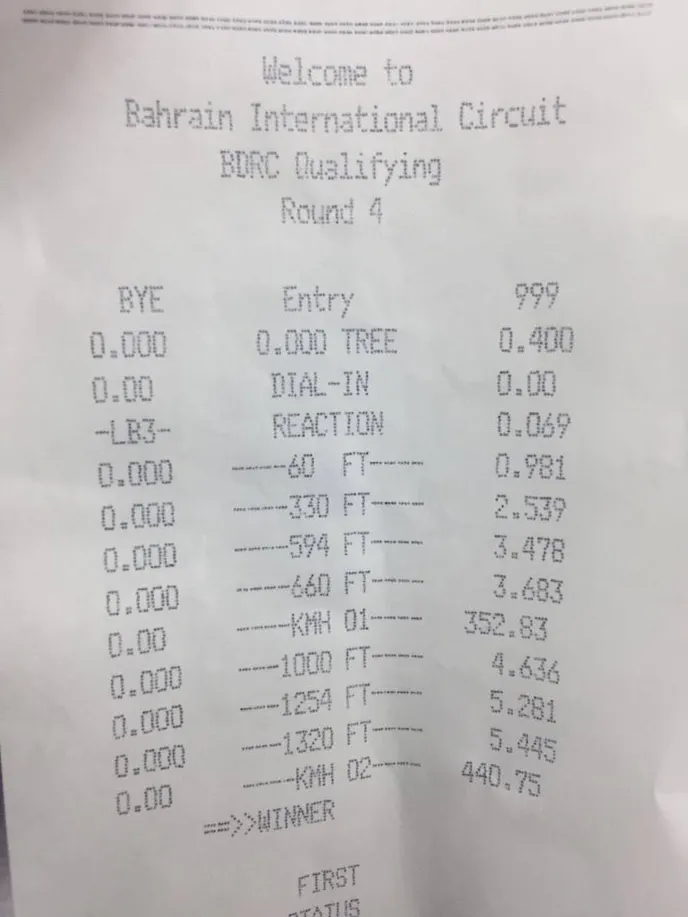 Welcome to
Bahrain International Circuit
BDRC Qualifying
Round 4
BYE Entry 999
0.000 0.000 TREE 0.400
0.00 DIAL-IN 0.00
-LB3- REACTION 0.069
0.000 -----60 FT---- 0.981
0.000 ----330 FT---- 2.539
0.000 ----594 FT---- 3.478
0.000 ----660 FT---- 3.683
0.00 ----KMH 01---- 352.83
0.000 ---1000 FT---- 4.636
0.000 ---1254 FT---- 5.281
0.000 ---1320 FT---- 5.445
0.00 ----KMH 02---- 440.75
==>>WINNER
FIRST
STATUS